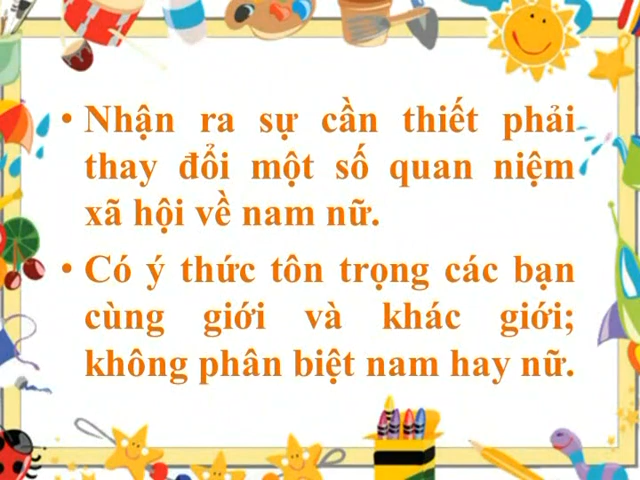 • Nhận ra sự cần thiết phải
thay đổi một số quan niệm
xã hội về nam nữ.
• Có ý thức tôn trọng các bạn
cùng giới và khác giới;
không phân biệt nam hay nữ.